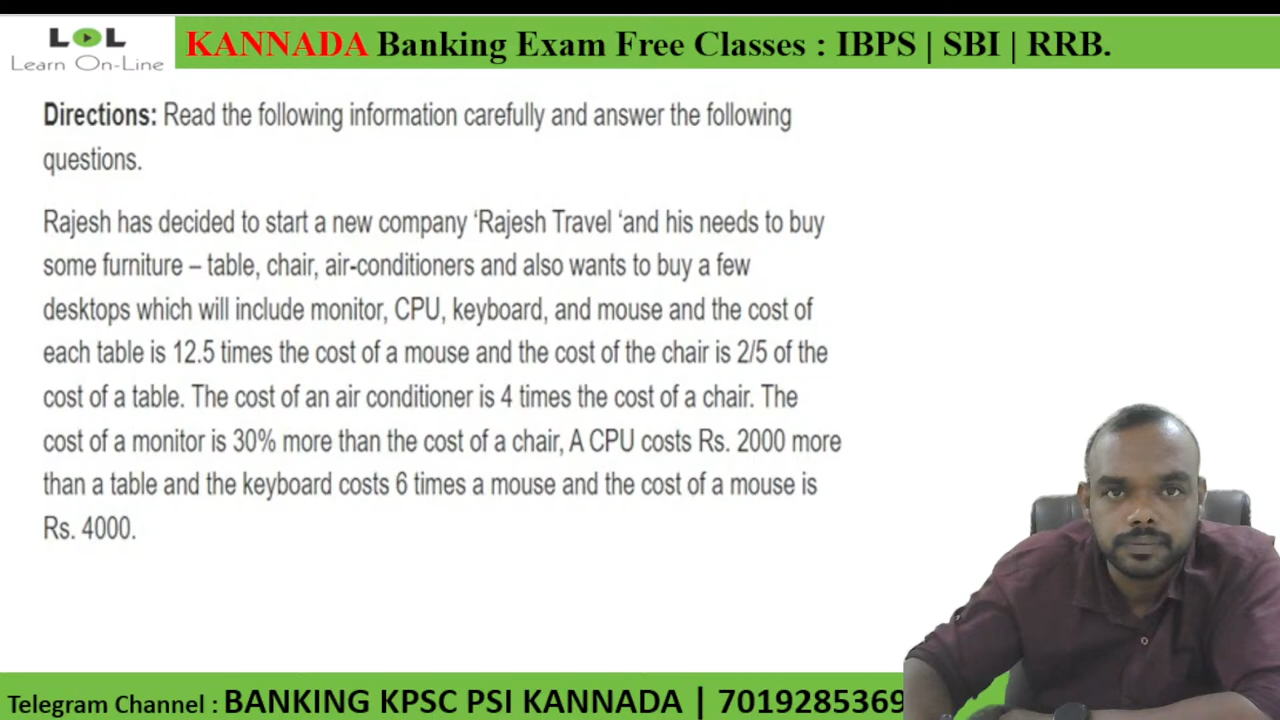 LOL
Learn On-Line
KANNADA Banking Exam Free Classes : IBPS | SBI | RRB.
Directions: Read the following information carefully and answer the following
questions.
Rajesh has decided to start a new company ‘Rajesh Travel ‘and his needs to buy
some furniture – table, chair, air-conditioners and also wants to buy a few
desktops which will include monitor, CPU, keyboard, and mouse and the cost of
each table is 12.5 times the cost of a mouse and the cost of the chair is 2/5 of the
cost of a table. The cost of an air conditioner is 4 times the cost of a chair. The
cost of a monitor is 30% more than the cost of a chair, A CPU costs Rs. 2000 more
than a table and the keyboard costs 6 times a mouse and the cost of a mouse is
Rs. 4000.
Telegram Channel : BANKING KPSC PSI KANNADA | 7019285369